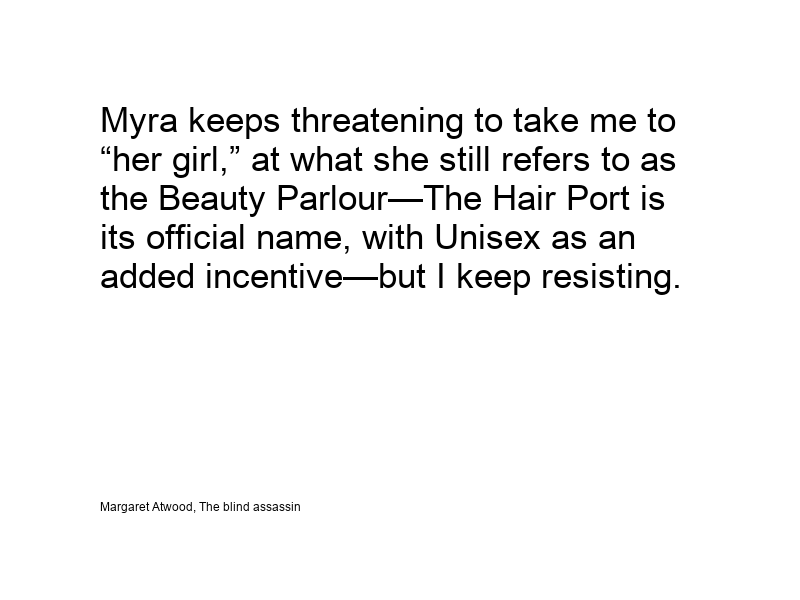 Myra keeps threatening to take me to
“her girl,” at what she still refers to as
the Beauty Parlour—The Hair Port is
its official name, with Unisex as an
added incentive—but I keep resisting.
Margaret Atwood, The blind assassin